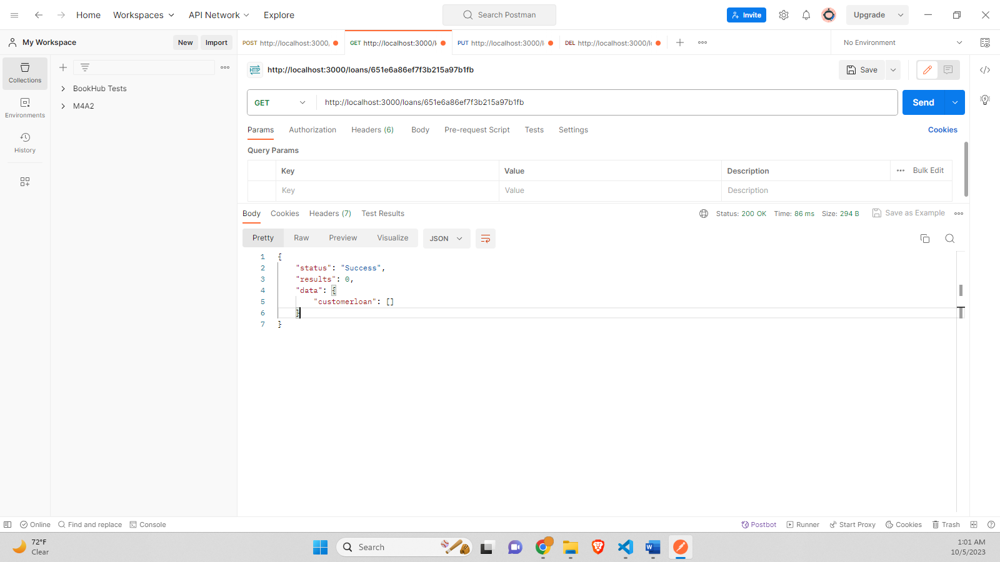 Home Workspaces API Network Explore Search Postman Invite Upgrade
My Workspace New Import POST http://localhost:3000/ GET http://localhost:3000/l PUT http://localhost:3000/l DEL http://localhost:3000/l No Environment
Collections
Environments
History
BookHub Tests
M4A2
HTTP http://localhost:3000/loans/651e6a86ef7f3b215a97b1fb Save
GET http://localhost:3000/loans/651e6a86ef7f3b215a97b1fb Send
Params Authorization Headers (6) Body Pre-request Script Tests Settings Cookies
Query Params
Key Value Description Bulk Edit
Key Value Description
Body Cookies Headers (7) Test Results Status: 200 OK Time: 86 ms Size: 294 B Save as Example
Pretty Raw Preview Visualize JSON
1 {
2 "status": "Success",
3 "results": 0,
4 "data": {
5 "customerloan": []
6 }
7 }
Online Find and replace Console Postbot Runner Start Proxy Cookies Trash
72°F
Clear
Search
1:01 AM
10/5/2023